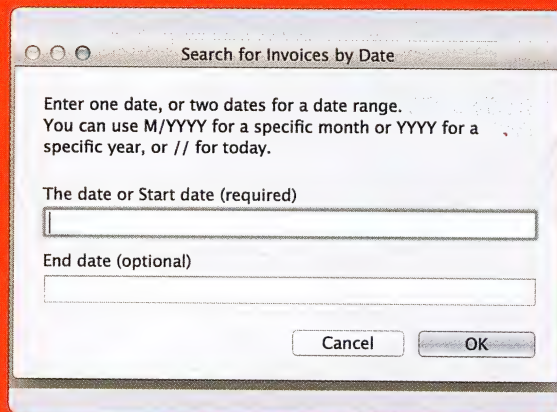 Search for Invoices by Date
Enter one date, or two dates for a date range.
You can use M/YYYY for a specific month or YYYY for a
specific year, or // for today.
The date or Start date (required)
End date (optional)
Cancel
OK